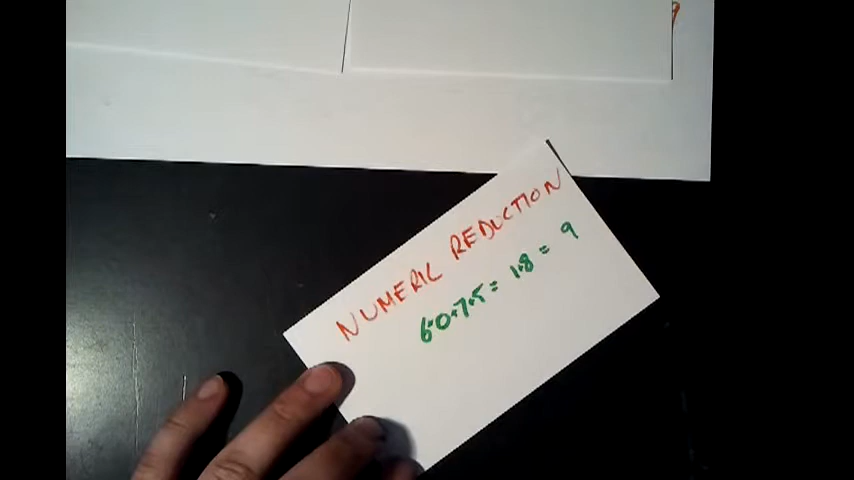 NUMERIC REDUCTION
6+0+7+5 = 1+8 = 9